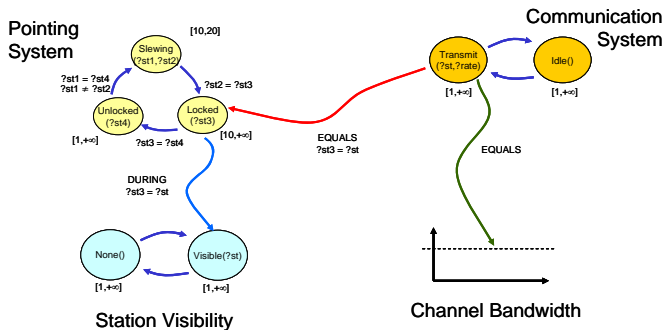 Pointing
System
Slewing
(?st1,?st2)
[10,20]
?st1 = ?st4
?st1 ≠ ?st2
?st2 = ?st3
Unlocked
(?st4)
[1,+∞]
Locked
(?st3)
[10,+∞]
?st3 = ?st4
Communication
System
Transmit
(?st,?rate)
[1,+∞]
Idle()
[1,+∞]
EQUALS
?st3 = ?st
EQUALS
DURING
?st3 = ?st
None()
[1,+∞]
Visible(?st)
[1,+∞]
Station Visibility
Channel Bandwidth